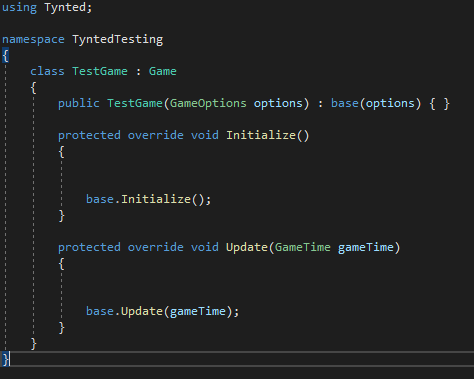 using Tynted;
namespace TyntedTesting
{
class TestGame : Game
{
public TestGame(GameOptions options) : base(options) { }
protected override void Initialize()
{
base.Initialize();
}
protected override void Update(GameTime gameTime)
{
base.Update(gameTime);
}
}
}